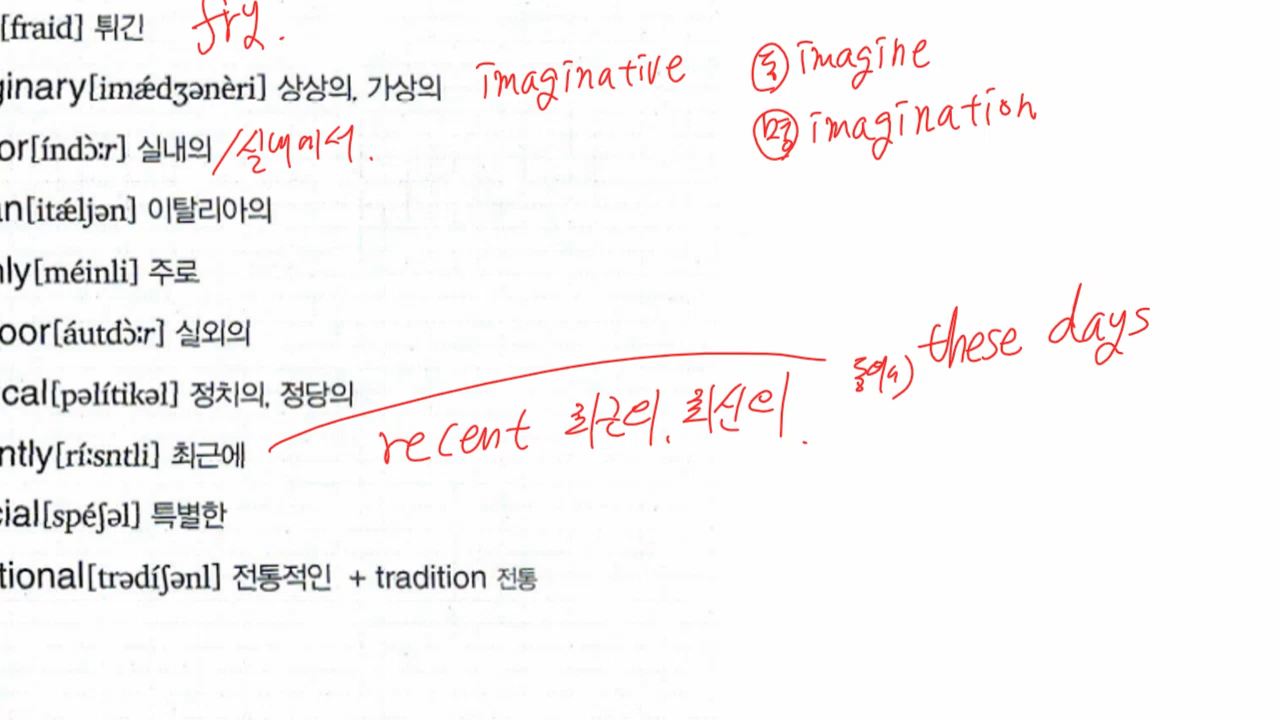 [fraid] 튀긴 fry.
ginary[imǽdʒənèri] 상상의, 가상의 imaginative 동 imagine
명 imagination
or[índɔ̀ːr] 실내의 /실내에서.
an[itǽljən] 이탈리아의
nly[méinli] 주로
oor[áutdɔ̀ːr] 실외의
these days
cal[pəlítikəl] 정치의, 정당의
recent 최근의, 최신의.
ntly[ríːsntli] 최근에
cial[spéʃəl] 특별한
tional[trədíʃənl] 전통적인 + tradition 전통